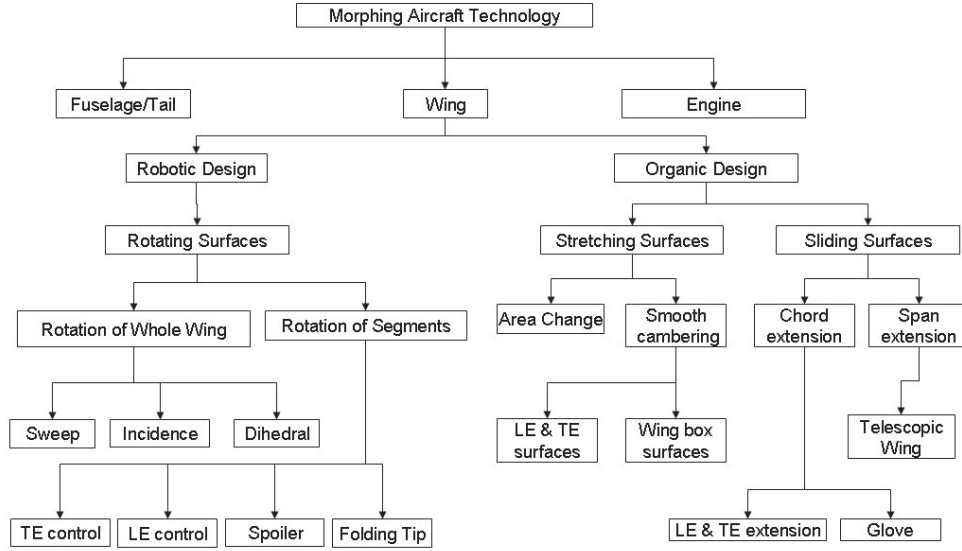 Morphing Aircraft Technology
Fuselage/Tail
Wing
Engine
Robotic Design
Organic Design
Rotating Surfaces
Stretching Surfaces
Sliding Surfaces
Rotation of Whole Wing
Rotation of Segments
Area Change
Smooth
cambering
Chord
extension
Span
extension
Sweep
Incidence
Dihedral
LE & TE
surfaces
Wing box
surfaces
Telescopic
Wing
TE control
LE control
Spoiler
Folding Tip
LE & TE extension
Glove